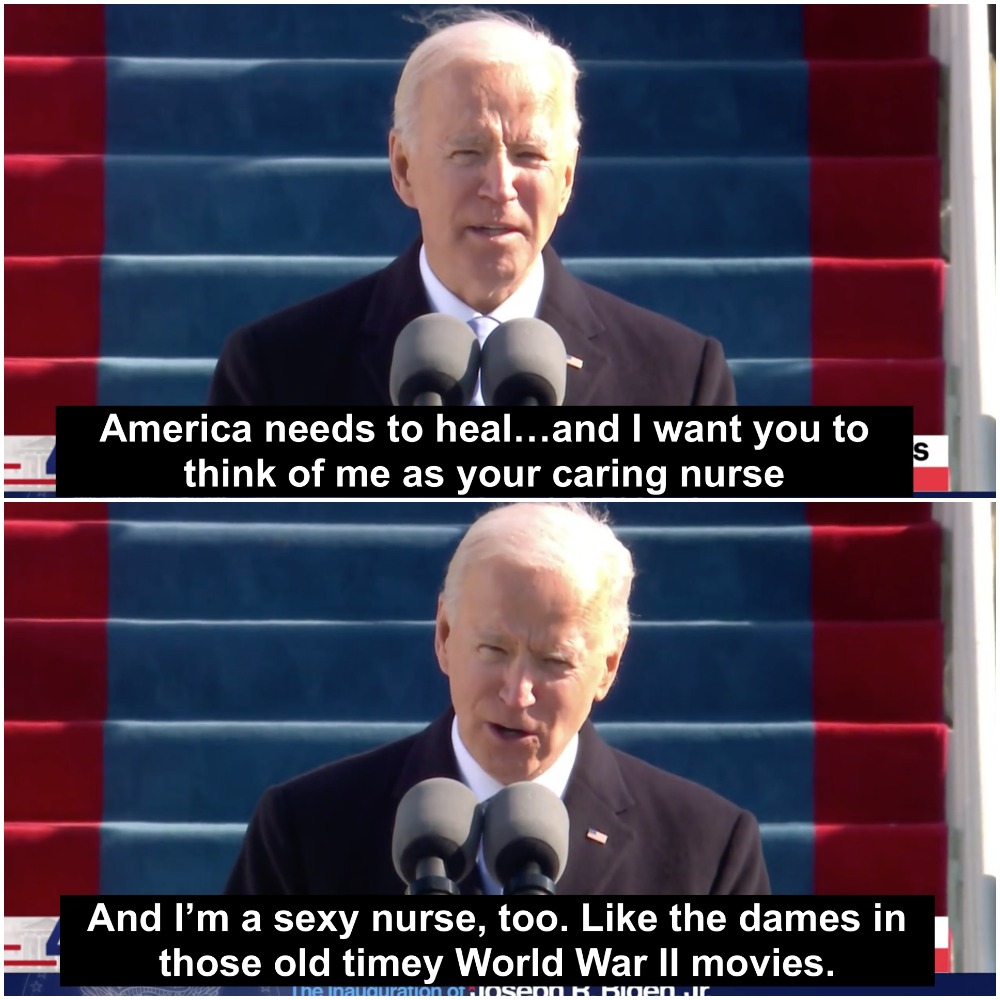 America needs to heal...and I want you to
think of me as your caring nurse
s
And I’m a sexy nurse, too. Like the dames in
those old timey World War II movies.
The Inauguration of Joseph R. Biden Jr